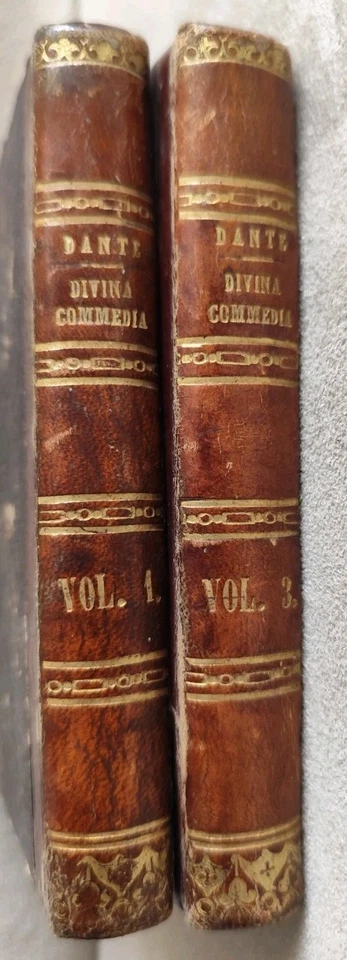 DANTE
DIVINA
COMMEDIA
VOL. 1.
DANTE
DIVINA
COMMEDIA
VOL. 3.